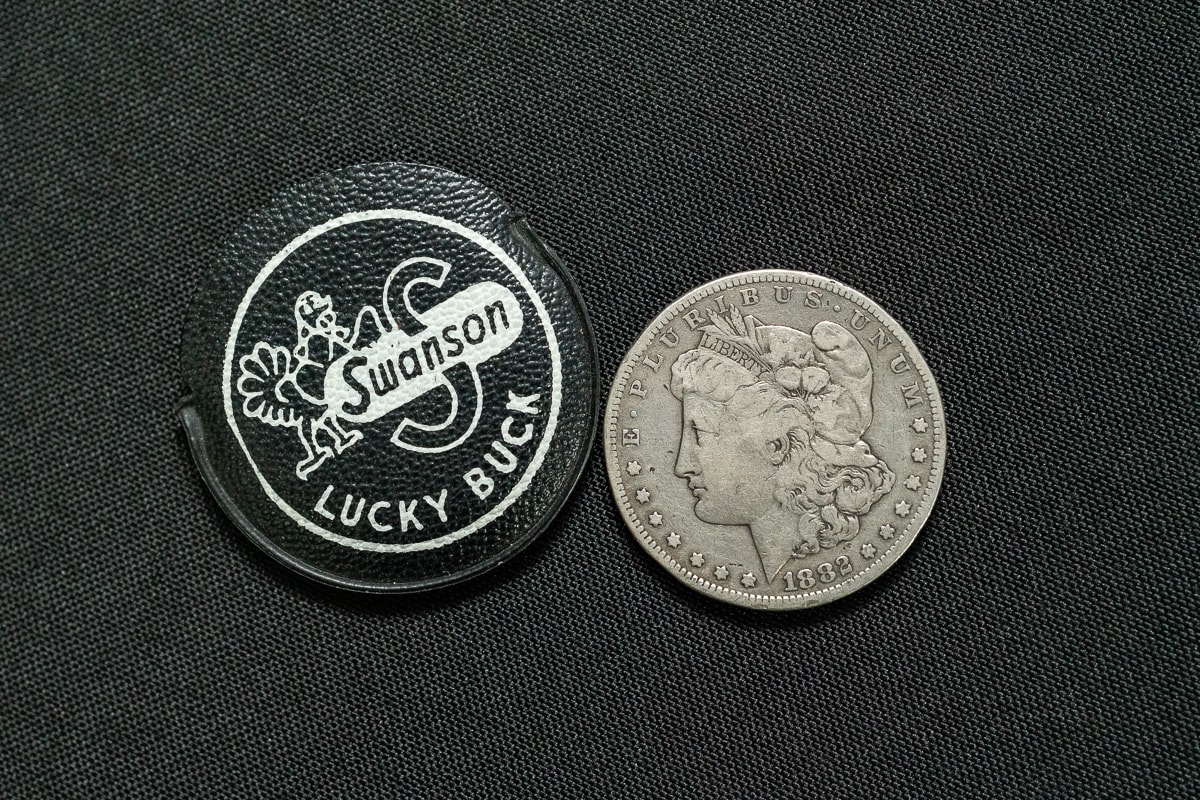 Swanson
LUCKY BUCK
E·PLURIBUS·UNUM
LIBERTY
1882